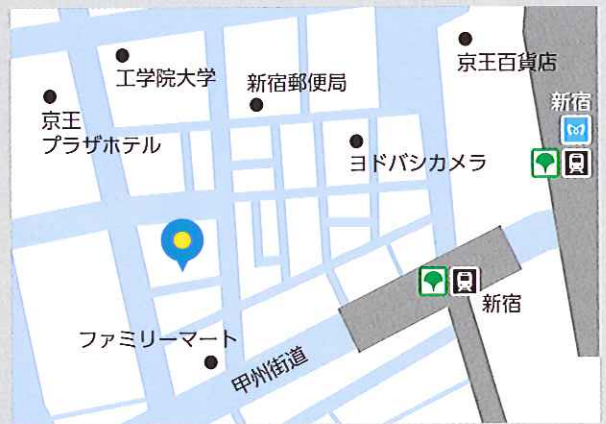 工学院大学
新宿郵便局
京王百貨店
京王
プラザホテル
ヨドバシカメラ
新宿
新宿
ファミリーマート
甲州街道